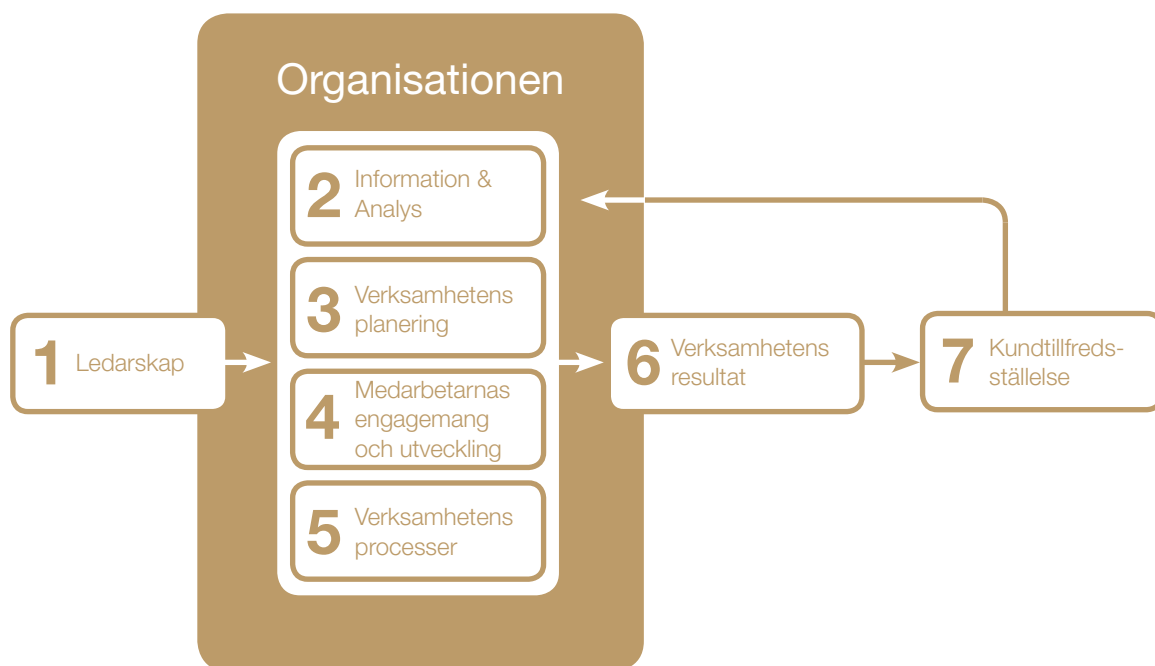 Organisationen
1 Ledarskap
2 Information &
Analys
3 Verksamhetens
planering
4 Medarbetarnas
engagemang
och utveckling
5 Verksamhetens
processer
6 Verksamhetens
resultat
7 Kundtillfreds-
ställelse